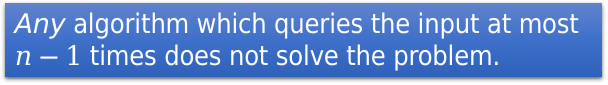 Any algorithm which queries the input at most
n − 1 times does not solve the problem.